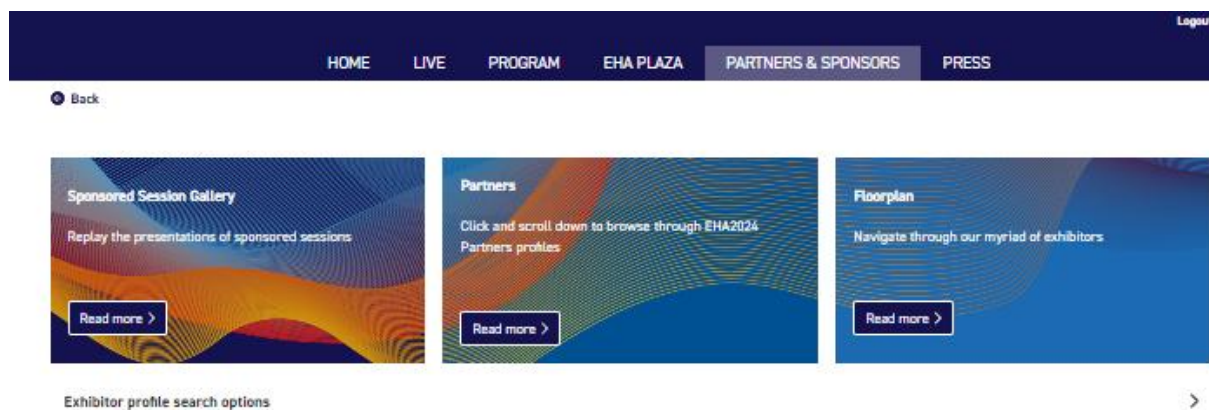 Logou
HOME LIVE PROGRAM EHA PLAZA PARTNERS & SPONSORS PRESS
Back
Sponsored Session Gallery
Replay the presentations of sponsored sessions
Read more >
Partners
Click and scroll down to browse through EHA2024
Partners profiles
Read more >
Floorplan
Navigate through our myriad of exhibitors
Read more >
Exhibitor profile search options